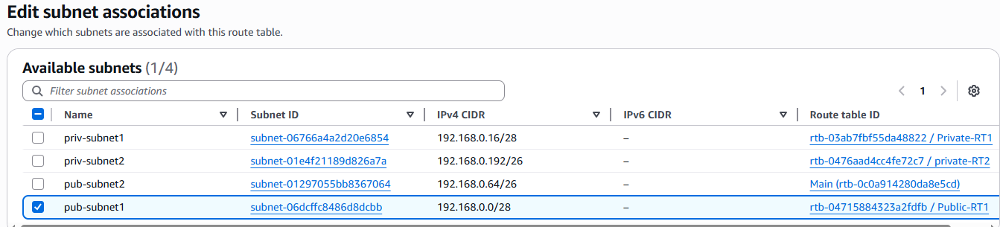 Edit subnet associations
Change which subnets are associated with this route table.
Available subnets (1/4)
Filter subnet associations
1
Name Subnet ID IPv4 CIDR IPv6 CIDR Route table ID
priv-subnet1 subnet-06766a4a2d20e6854 192.168.0.16/28 – rtb-03ab7fbf55da48822 / Private-RT1
priv-subnet2 subnet-01e4f21189d826a7a 192.168.0.192/26 – rtb-0476aad4cc4fe72c7 / private-RT2
pub-subnet2 subnet-01297055bb8367064 192.168.0.64/26 – Main (rtb-0c0a914280da8e5cd)
pub-subnet1 subnet-06dcffc8486d8dcbb 192.168.0.0/28 – rtb-04715884323a2fdfb / Public-RT1